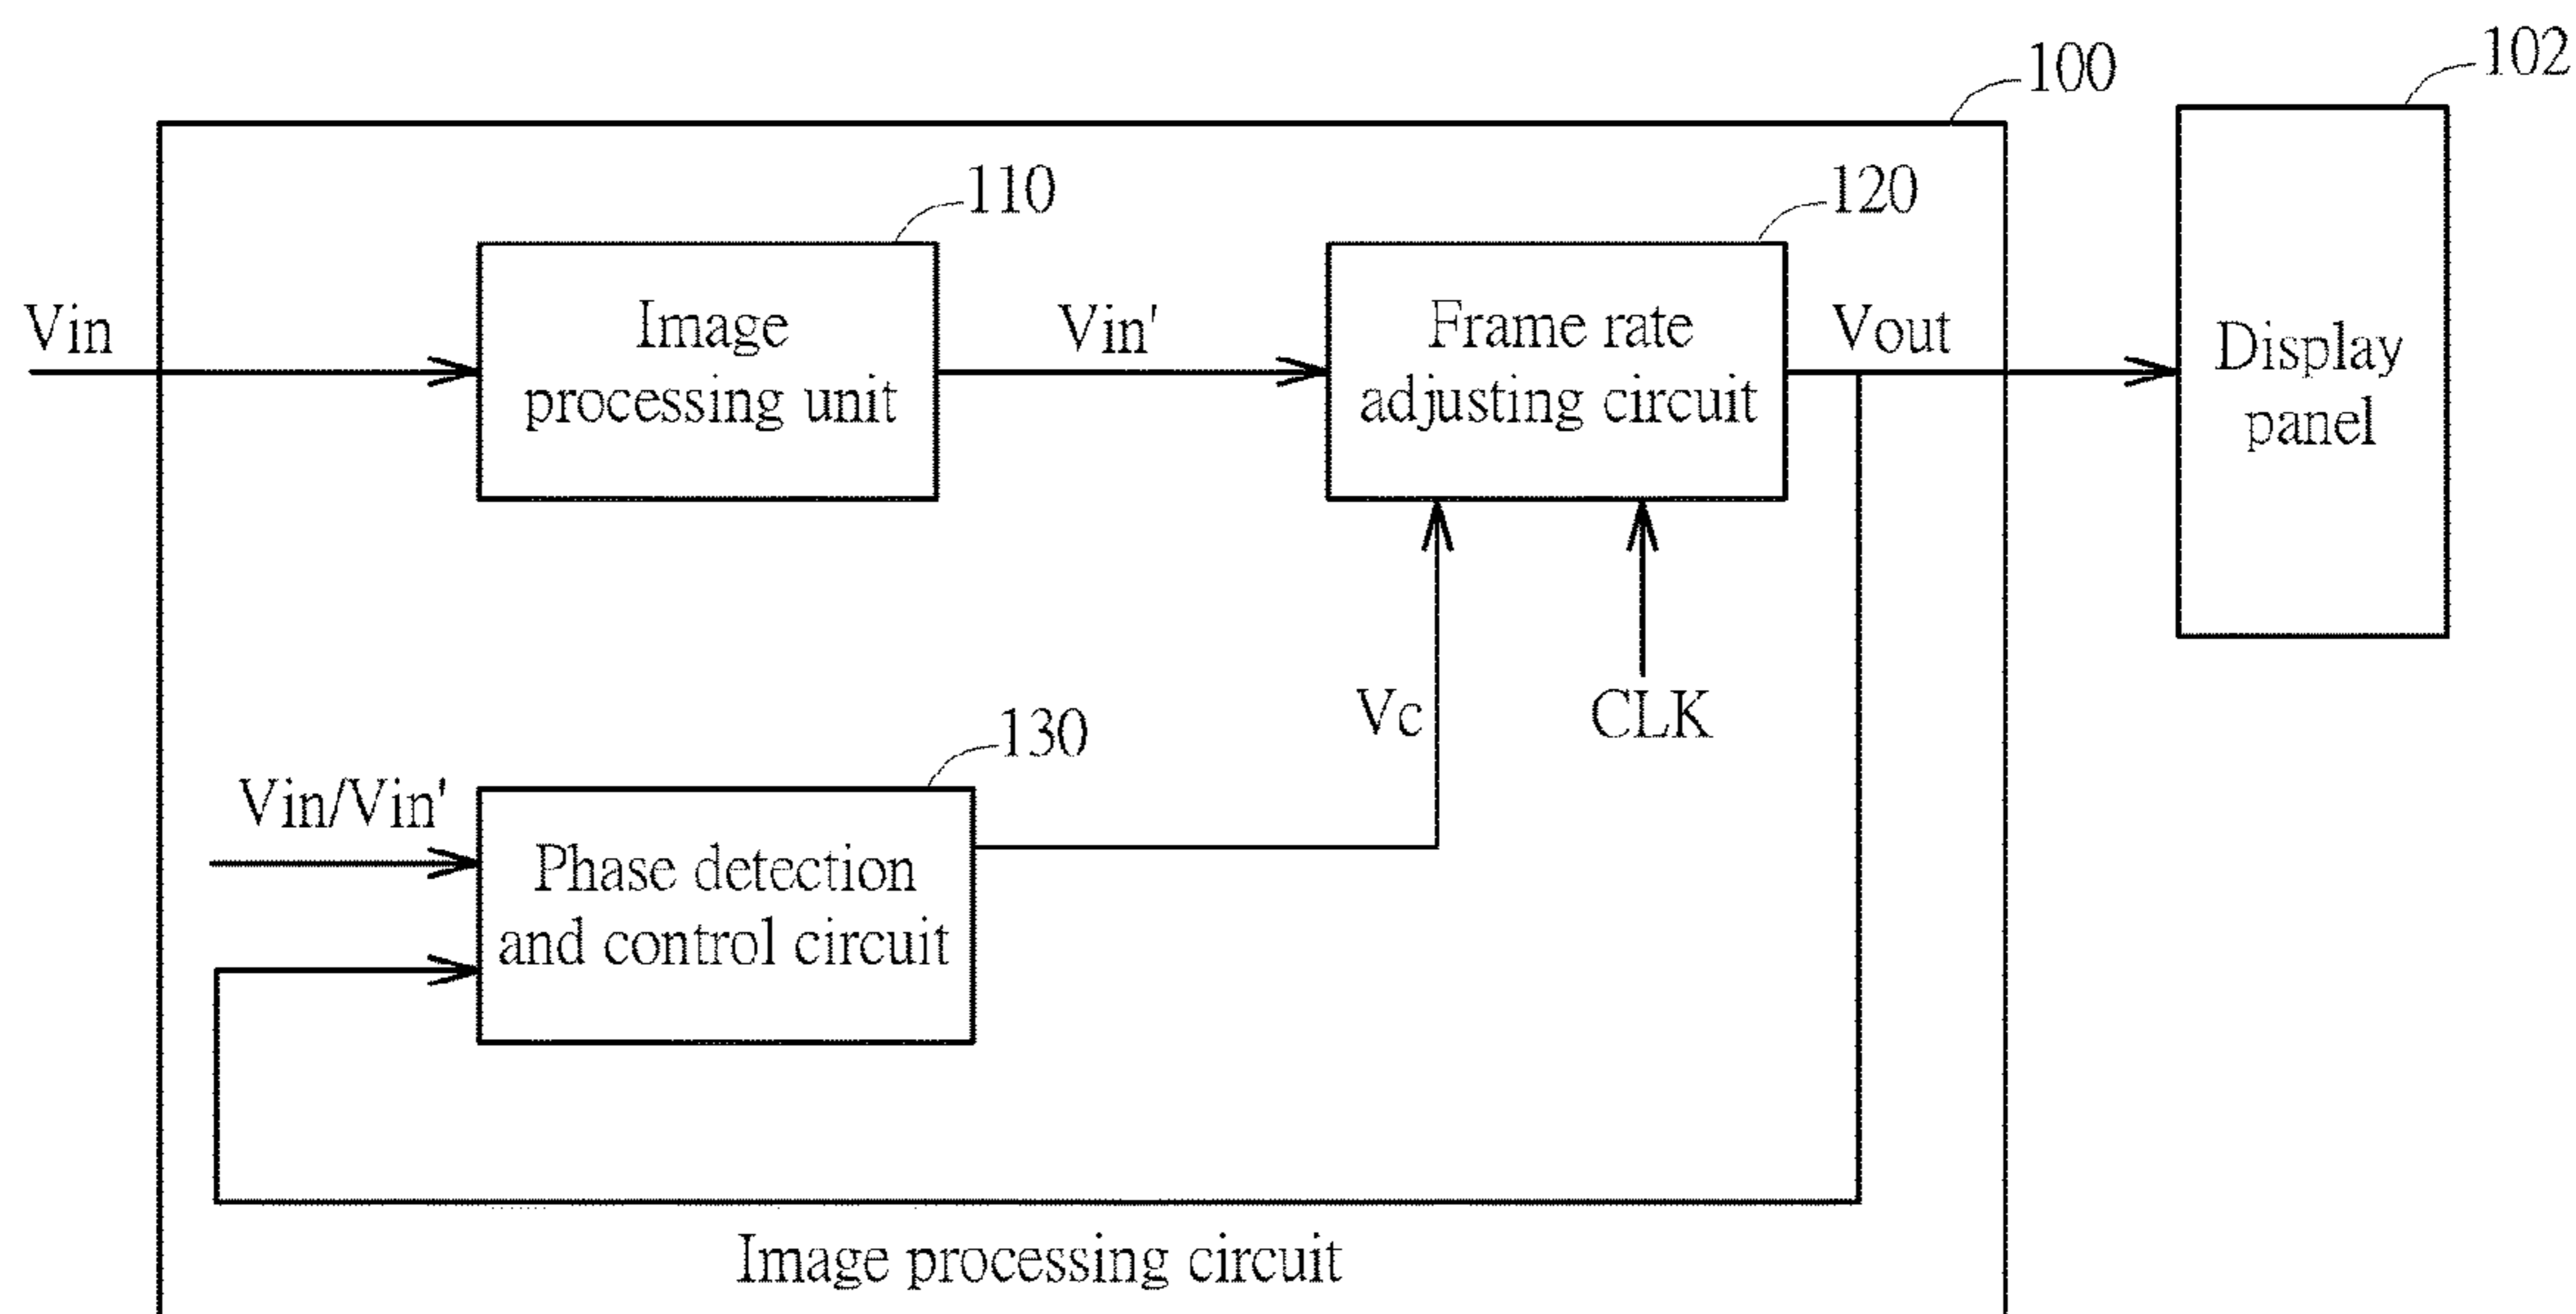 102
100
110
120
Vin
Image
processing unit
Vin'
Frame rate
adjusting circuit
Vout
Display
panel
Vc
CLK
130
Vin/Vin'
Phase detection
and control circuit
Image processing circuit